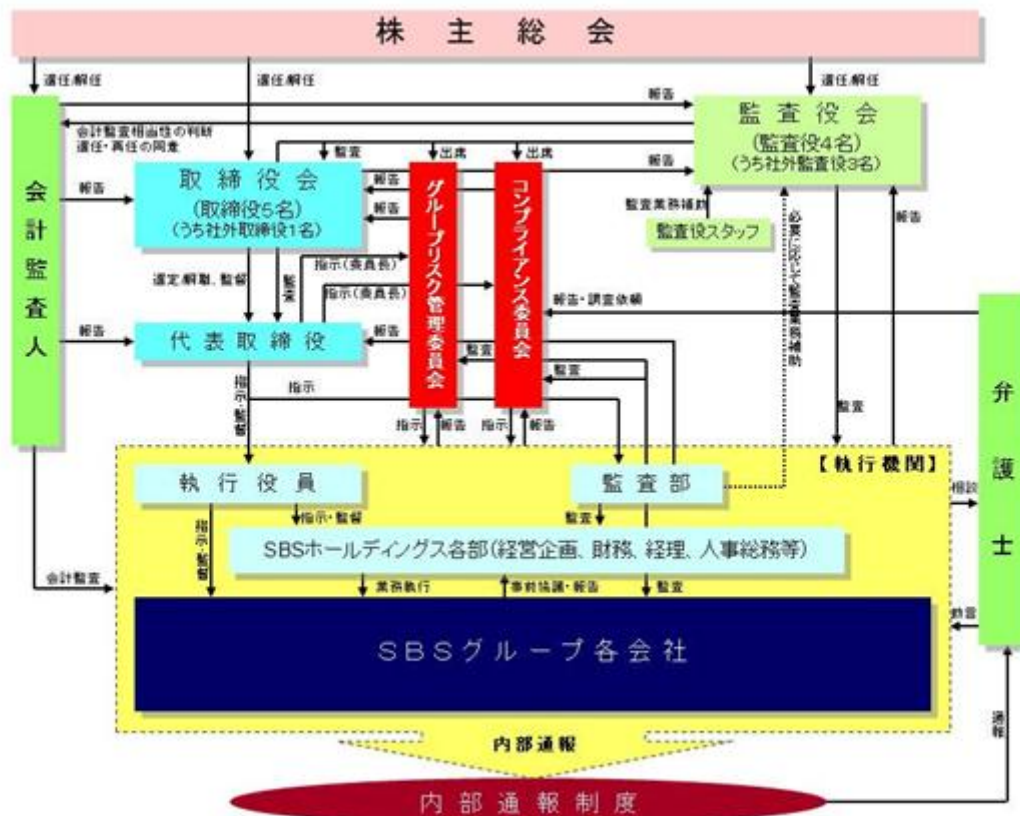 株主総会
選任/解任
選任/解任
選任/解任
報告
会計監査相当性の判断
選任・再任の同意
監査役会
(監査役4名)
(うち社外監査役3名)
監査
出席
出席
報告
会計監査人
報告
取締役会
(取締役5名)
(うち社外取締役1名)
報告
報告
グループリスク管理委員会
コンプライアンス委員会
監査業務補助
監査役スタッフ
必要に応じて監査業務補助
報告
選定/解職、監督
監査
指示(委員長)
指示(委員長)
報告・調査依頼
報告
代表取締役
報告
監査
監査
指示
監査
弁護士
指示
報告
指示
報告
【執行機関】
執行役員
監査部
相談
指示・監督
監査
SBSホールディングス各部(経営企画、財務、経理、人事総務等)
会計監査
業務執行
事前協議・報告
監査
助言
SBSグループ各会社
通報
内部通報
内部通報制度